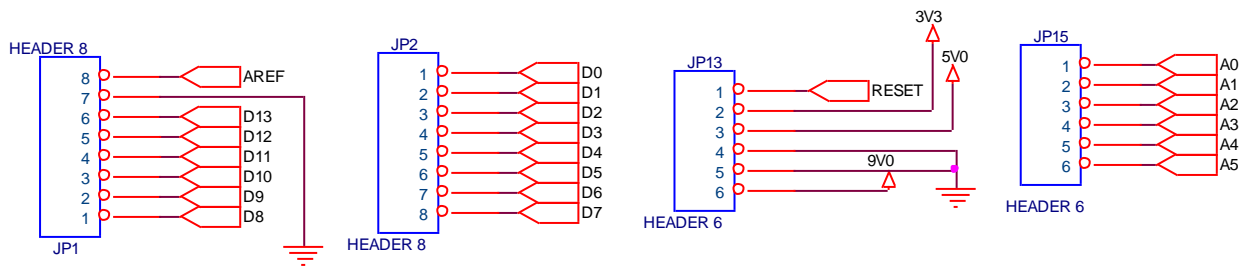 HEADER 8
8 AREF
7
6 D13
5 D12
4 D11
3 D10
2 D9
1 D8
JP1
JP2
1 D0
2 D1
3 D2
4 D3
5 D4
6 D5
7 D6
8 D7
HEADER 8
3V3
5V0
JP13
1 RESET
2
3
4
5 9V0
6
HEADER 6
JP15
1 A0
2 A1
3 A2
4 A3
5 A4
6 A5
HEADER 6